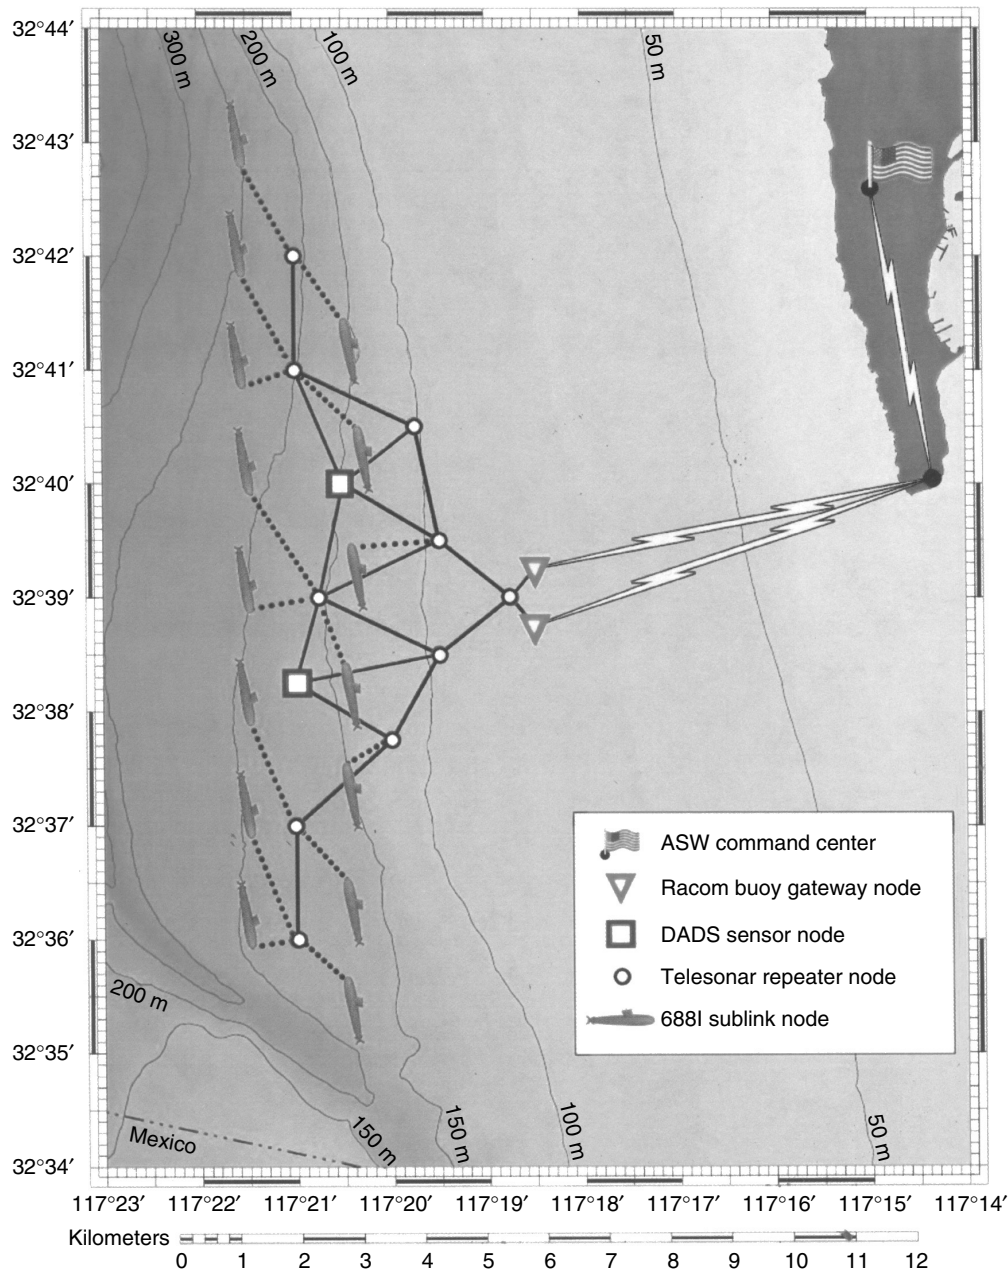 32°44′
32°43′
32°42′
32°41′
32°40′
32°39′
32°38′
32°37′
32°36′
32°35′
32°34′
300 m
200 m
100 m
50 m
ASW command center
Racom buoy gateway node
DADS sensor node
Telesonar repeater node
688I sublink node
200 m
Mexico
150 m
150 m
100 m
50 m
117°23′ 117°21′ 117°20′ 117°19′ 117°18′ 117°17′ 117°16′ 117°15′ 117°14′
Kilometers
0 1 2 3 4 5 6 7 8 9 10 11 12